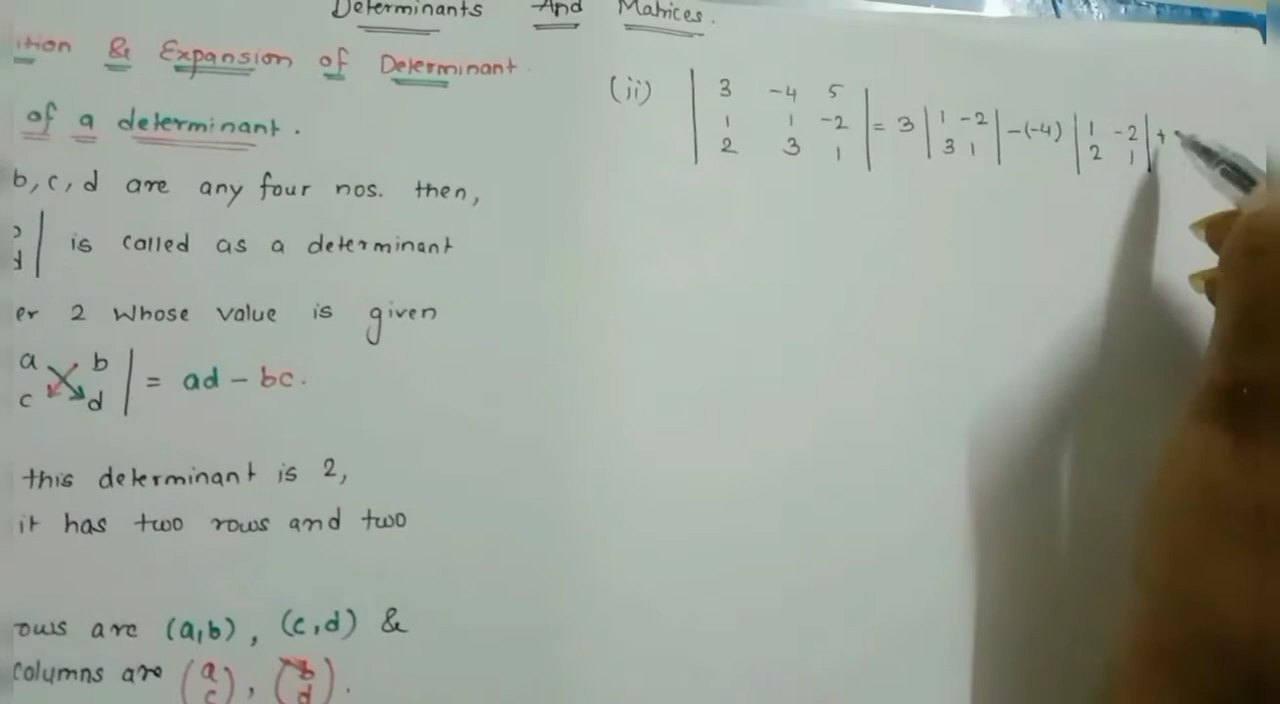 Determinants And Matrices.
ition & Expansion of Determinant
of a determinant.
b, c, d are any four nos. then,
| is called as a determinant
er 2 whose value is given
a b
c d | = ad - bc.
this determinant is 2,
it has two rows and two
ows are (a,b), (c,d) &
columns are (a c), (b d).
(ii) | 3 -4 5 | = 3 | 1 -2 | -(-4) | 1 -2 | +
| 1 1 -2 | | 3 1 | | 2 1 |
| 2 3 1 |